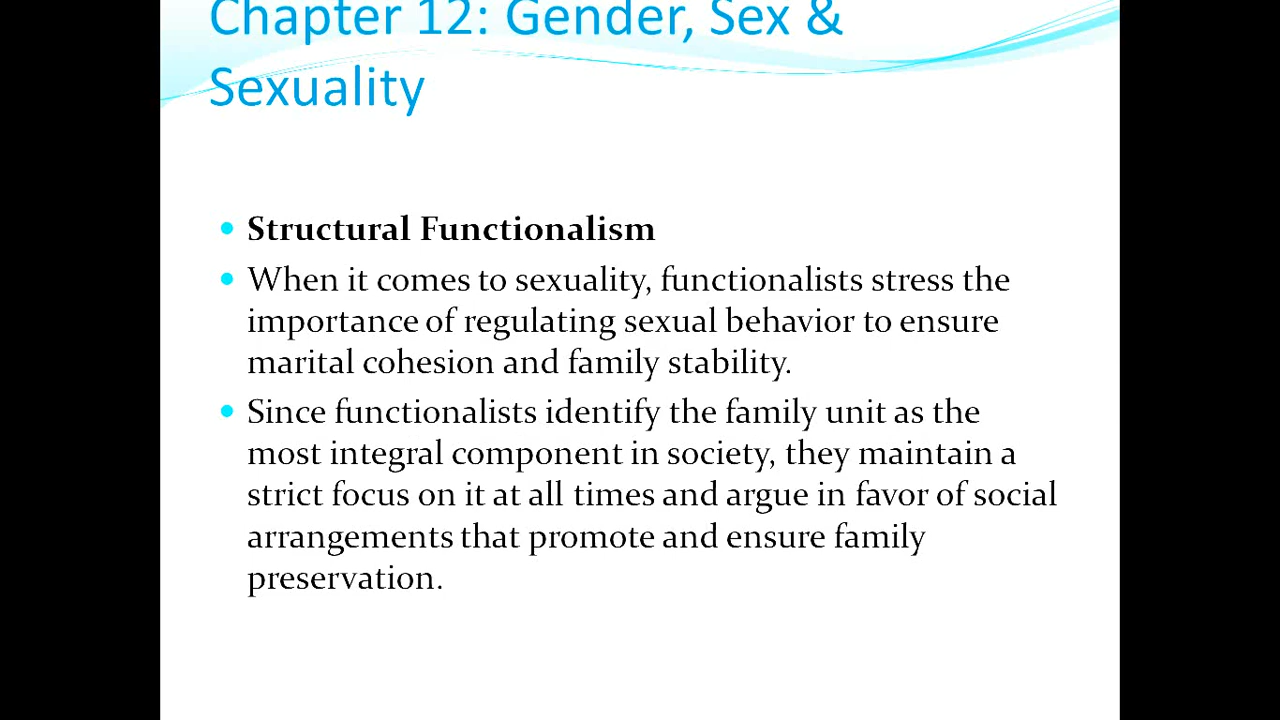 Chapter 12: Gender, Sex &
Sexuality
• Structural Functionalism
• When it comes to sexuality, functionalists stress the
importance of regulating sexual behavior to ensure
marital cohesion and family stability.
• Since functionalists identify the family unit as the
most integral component in society, they maintain a
strict focus on it at all times and argue in favor of social
arrangements that promote and ensure family
preservation.